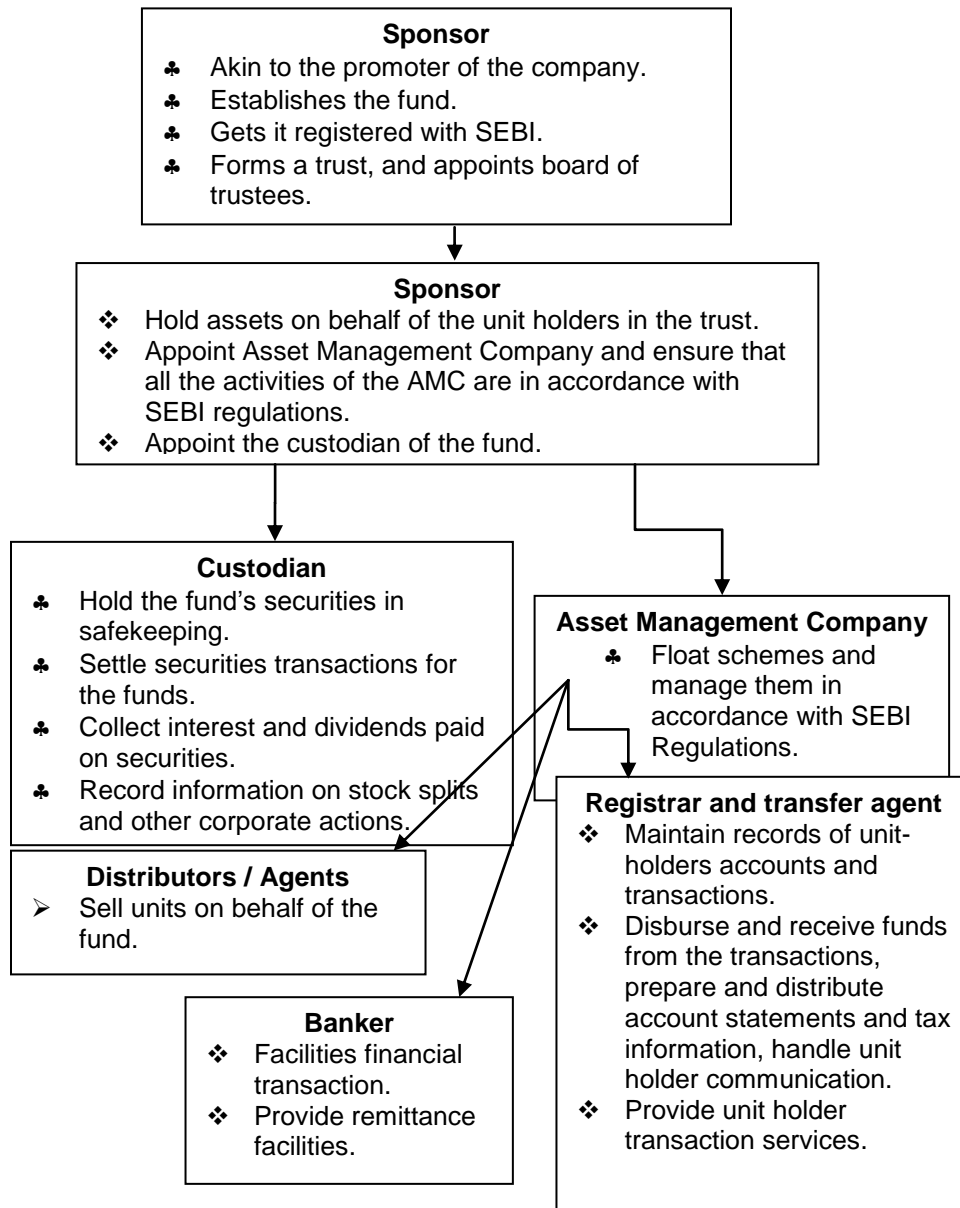 Sponsor
♣ Akin to the promoter of the company.
♣ Establishes the fund.
♣ Gets it registered with SEBI.
♣ Forms a trust, and appoints board of
trustees.
Sponsor
❖ Hold assets on behalf of the unit holders in the trust.
❖ Appoint Asset Management Company and ensure that
all the activities of the AMC are in accordance with
SEBI regulations.
❖ Appoint the custodian of the fund.
Custodian
♣ Hold the fund's securities in
safekeeping.
♣ Settle securities transactions for
the funds.
♣ Collect interest and dividends paid
on securities.
♣ Record information on stock splits
and other corporate actions.
Asset Management Company
♣ Float schemes and
manage them in
accordance with SEBI
Regulations.
Distributors / Agents
➢ Sell units on behalf of the
fund.
Registrar and transfer agent
❖ Maintain records of unit-
holders accounts and
transactions.
❖ Disburse and receive funds
from the transactions,
prepare and distribute
account statements and tax
information, handle unit
holder communication.
❖ Provide unit holder
transaction services.
Banker
❖ Facilities financial
transaction.
❖ Provide remittance
facilities.